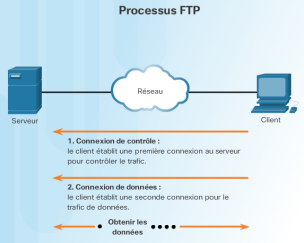 Processus FTP
Réseau
Serveur
Client
1. Connexion de contrôle :
le client établit une première connexion au serveur
pour contrôler le trafic.
2. Connexion de données :
le client établit une seconde connexion pour le
trafic de données.
Obtenir les
données